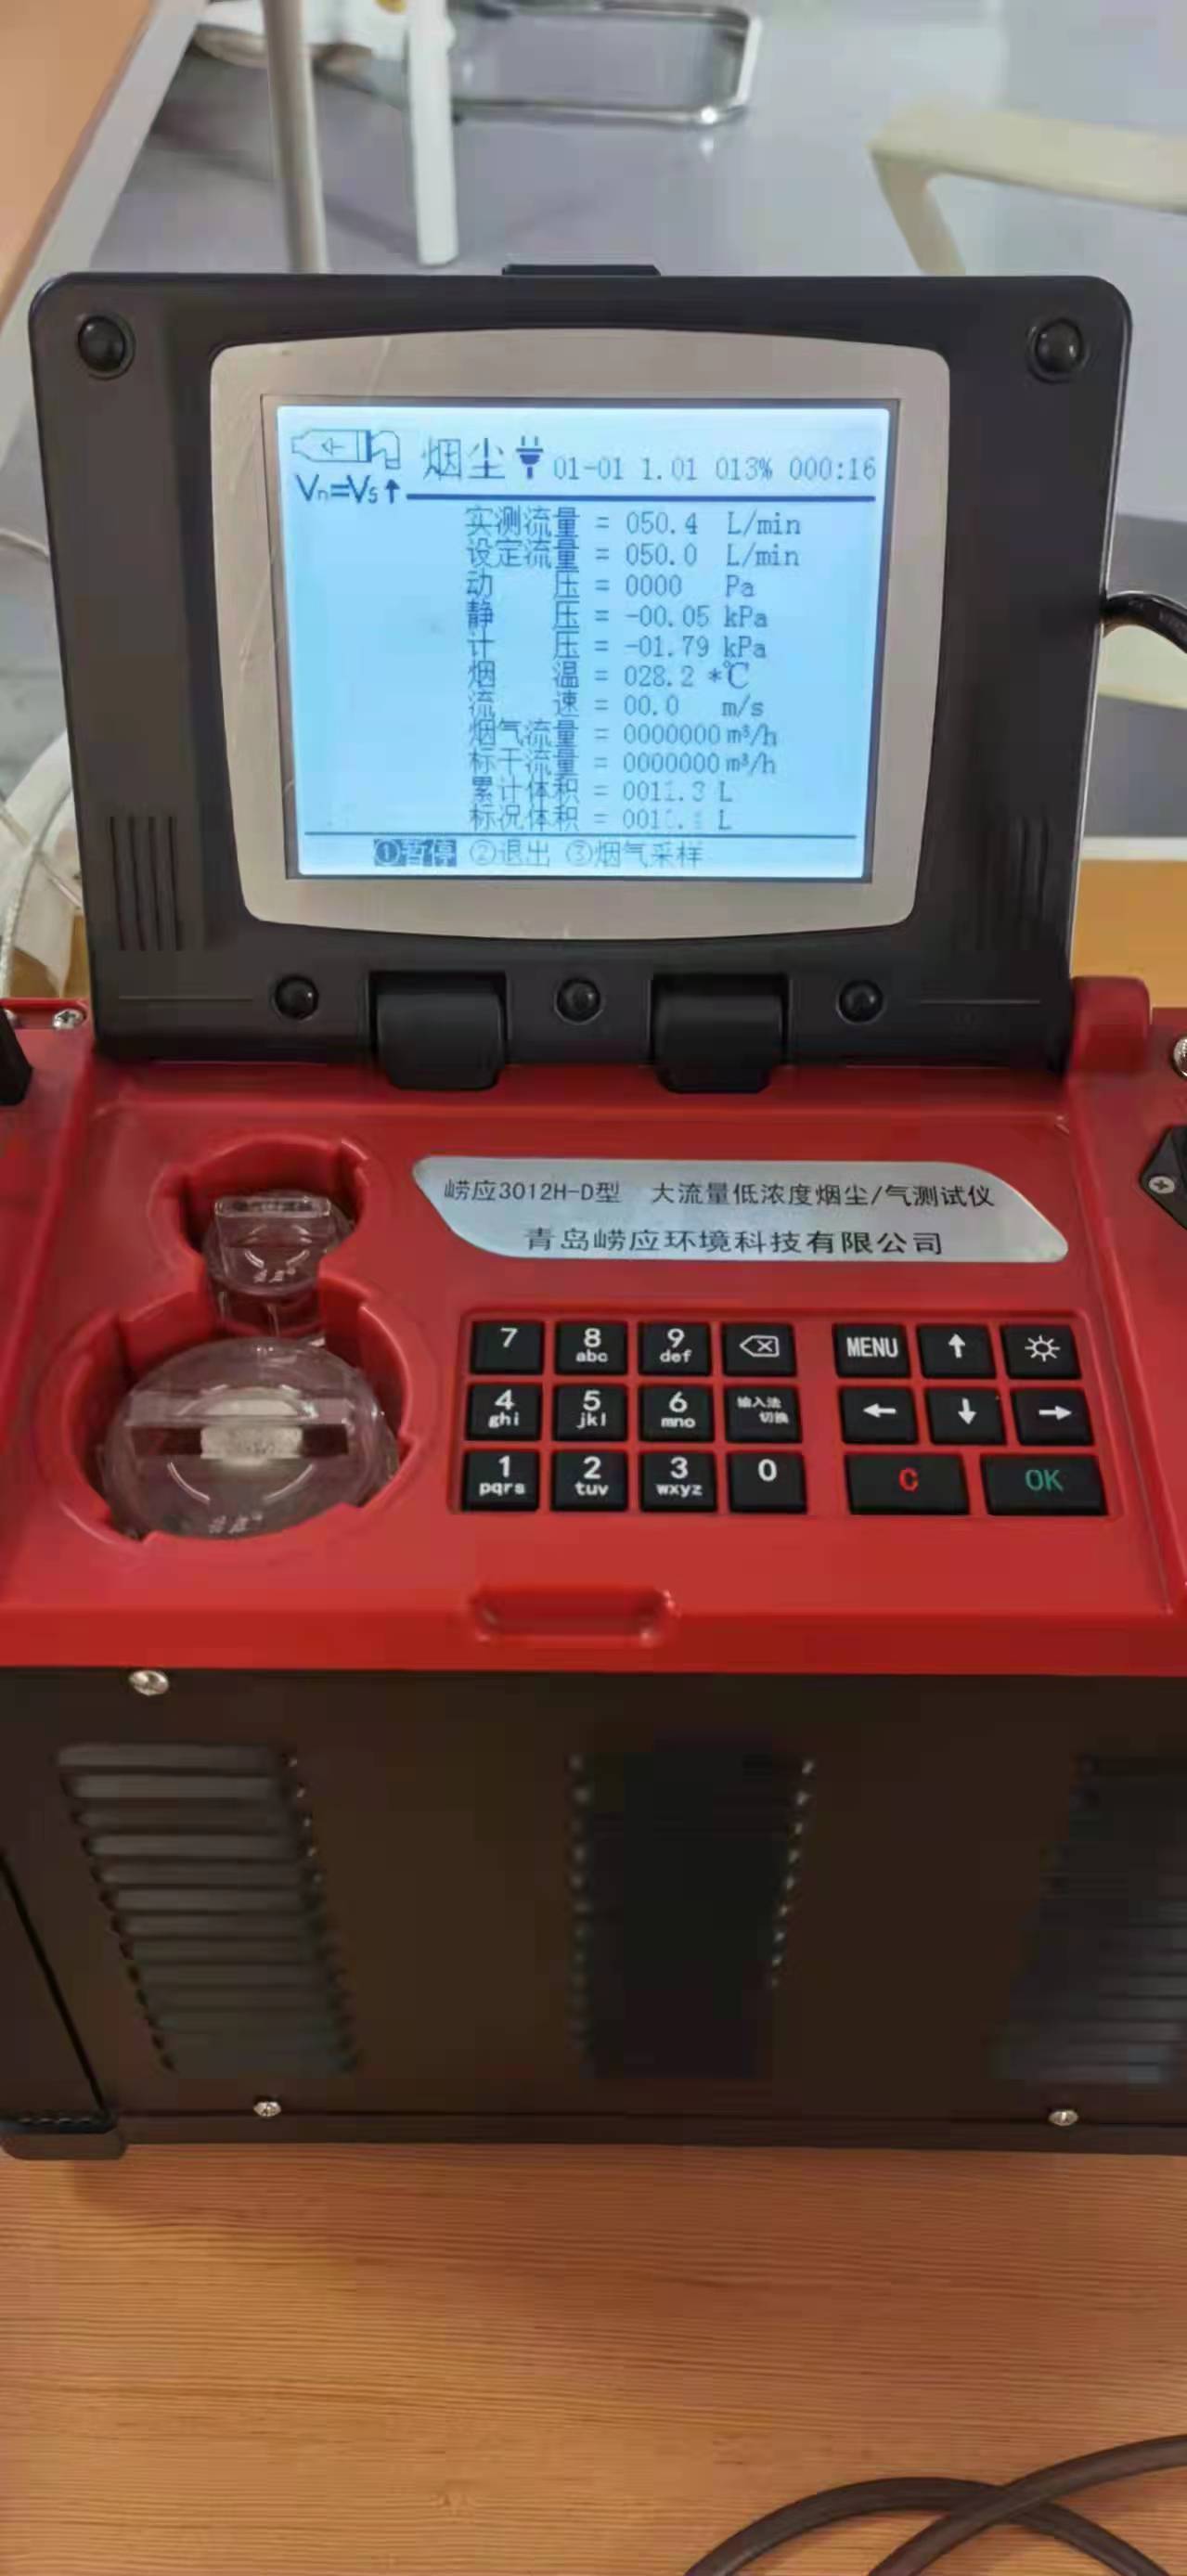 烟尘 01-01 1.01 013% 000:16
Vn=Vs↑
实测流量 = 050.4 L/min
设定流量 = 050.0 L/min
动 压 = 0000 Pa
静 压 = -00.05 kPa
计 压 = -01.79 kPa
烟 温 = 028.2 *℃
流 速 = 00.0 m/s
烟气流量 = 0000000 m³/h
标干流量 = 0000000 m³/h
累计体积 = 0011.3 L
标况体积 = L
①暂停 ②退出 ③烟气采样
崂应3012H-D型 大流量低浓度烟尘/气测试仪
青岛崂应环境科技有限公司
7 8 abc 9 def MENU
4 ghi 5 jkl 6 mno 输入法切换
1 pqrs 2 tuv 3 wxyz 0 C OK